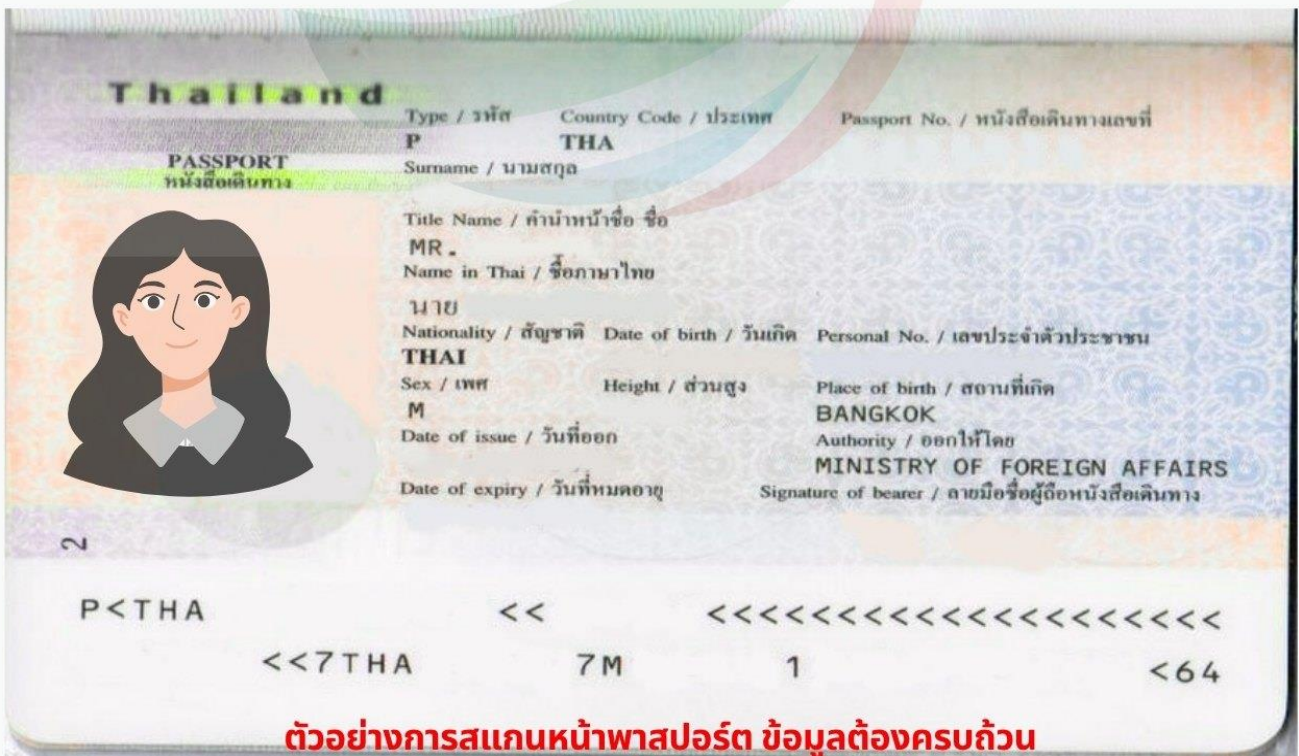 Thailand
Type / รหัส Country Code / ประเทศ Passport No. / หนังสือเดินทางเลขที่
P THA
PASSPORT
หนังสือเดินทาง
Surname / นามสกุล
Title Name / คำนำหน้าชื่อ ชื่อ
MR.
Name in Thai / ชื่อภาษาไทย
นาย
Nationality / สัญชาติ Date of birth / วันเกิด Personal No. / เลขประจำตัวประชาชน
THAI
Sex / เพศ Height / ส่วนสูง Place of birth / สถานที่เกิด
M BANGKOK
Date of issue / วันที่ออก Authority / ออกให้โดย
MINISTRY OF FOREIGN AFFAIRS
Date of expiry / วันที่หมดอายุ Signature of bearer / ลายมือชื่อผู้ถือหนังสือเดินทาง
2
P<THA << <<<<<<<<<<<<<<<<<<<<
<<7THA 7M 1 <64
ตัวอย่างการสแกนหน้าพาสปอร์ต ข้อมูลต้องครบถ้วน